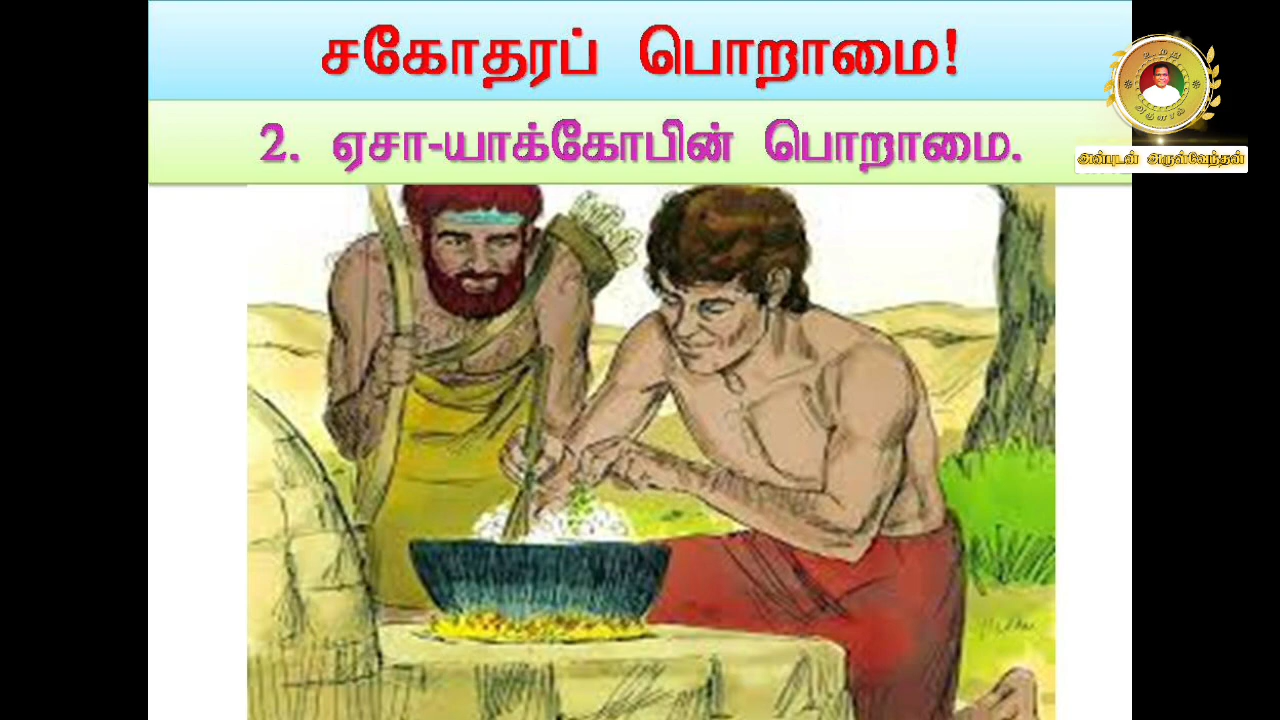 சகோதரப் பொறாமை!
2. ஏசா-யாக்கோபின் பொறாமை.
அன்புடன் அருள்வேந்தன்